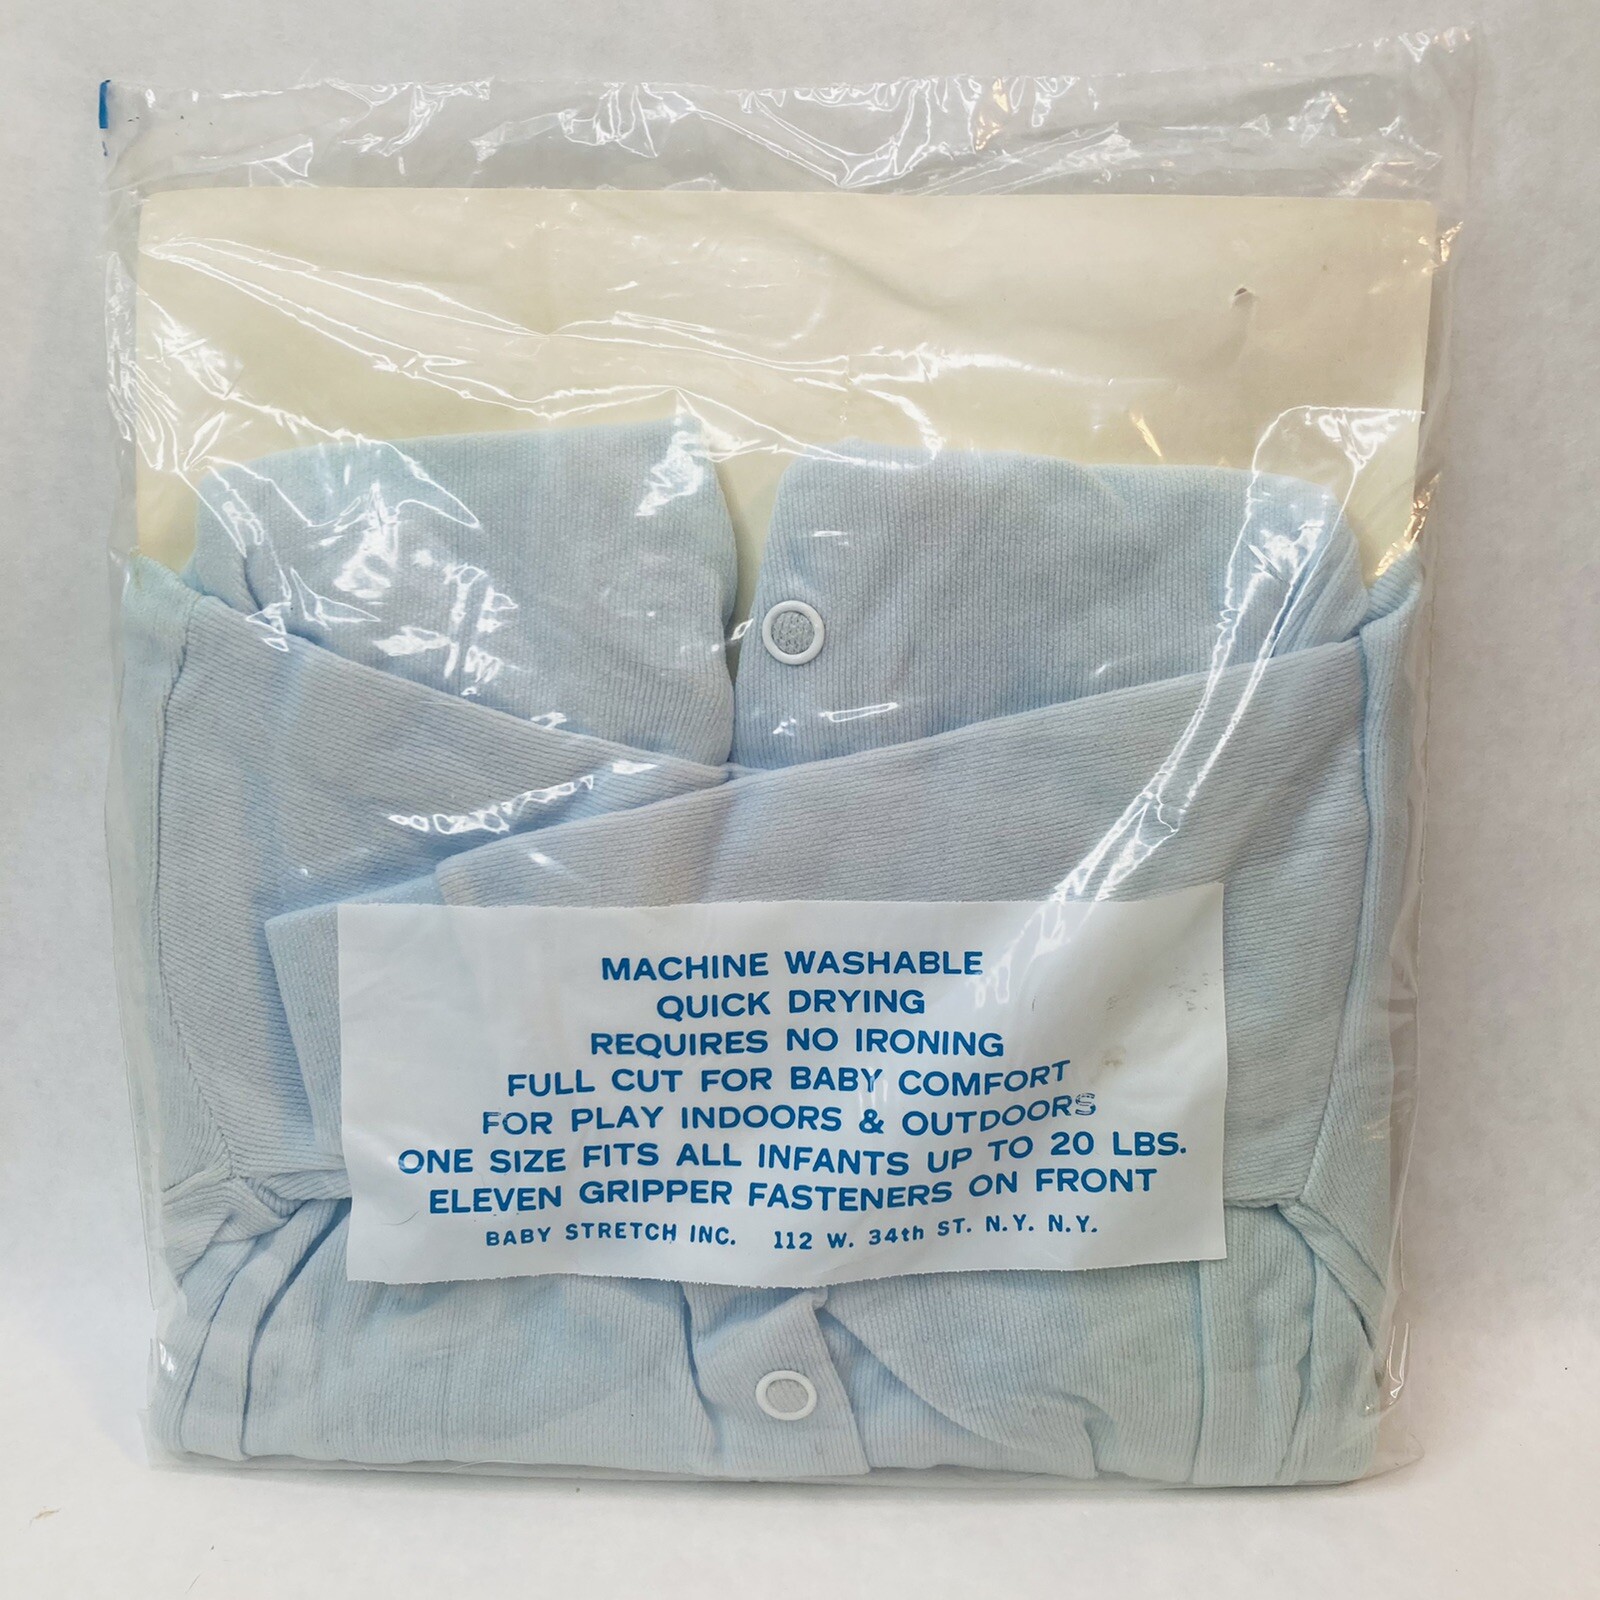 MACHINE WASHABLE
QUICK DRYING
REQUIRES NO IRONING
FULL CUT FOR BABY COMFORT
FOR PLAY INDOORS & OUTDOORS
ONE SIZE FITS ALL INFANTS UP TO 20 LBS.
ELEVEN GRIPPER FASTENERS ON FRONT
BABY STRETCH INC. 112 W. 34th ST. N.Y. N.Y.